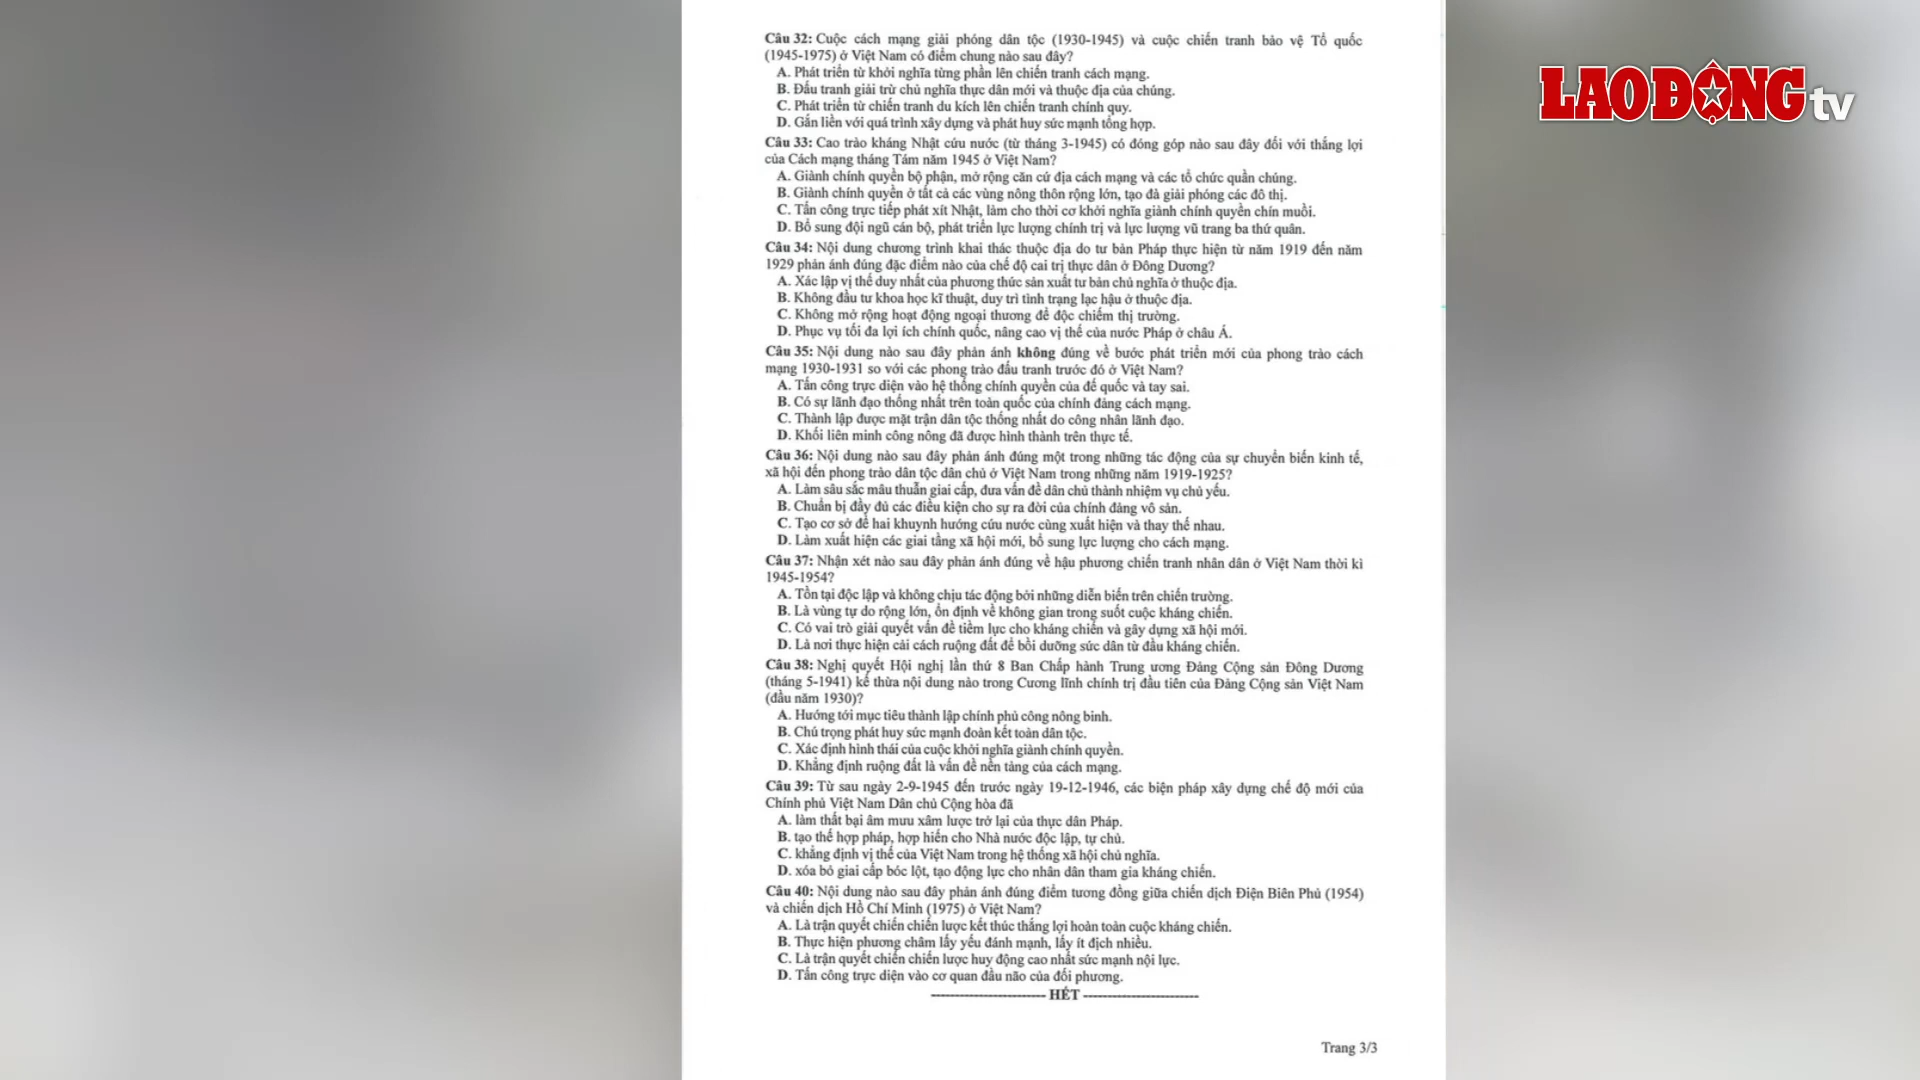 LAO ĐỘNG tv
Câu 32: Cuộc cách mạng giải phóng dân tộc (1930-1945) và cuộc chiến tranh bảo vệ Tổ quốc
(1945-1975) ở Việt Nam có điểm chung nào sau đây?
A. Phát triển từ khởi nghĩa từng phần lên chiến tranh cách mạng.
B. Đấu tranh giải trừ chủ nghĩa thực dân mới và thuộc địa của chúng.
C. Phát triển từ chiến tranh du kích lên chiến tranh chính quy.
D. Gắn liền với quá trình xây dựng và phát huy sức mạnh tổng hợp.
Câu 33: Cao trào kháng Nhật cứu nước (từ tháng 3-1945) có đóng góp nào sau đây đối với thắng lợi
của Cách mạng tháng Tám năm 1945 ở Việt Nam?
A. Giành chính quyền bộ phận, mở rộng căn cứ địa cách mạng và các tổ chức quần chúng.
B. Giành chính quyền ở tất cả các vùng nông thôn rộng lớn, tạo đà giải phóng các đô thị.
C. Tấn công trực tiếp phát xít Nhật, làm cho thời cơ khởi nghĩa giành chính quyền chín muồi.
D. Bổ sung đội ngũ cán bộ, phát triển lực lượng chính trị và lực lượng vũ trang ba thứ quân.
Câu 34: Nội dung chương trình khai thác thuộc địa do tư bản Pháp thực hiện từ năm 1919 đến năm
1929 phản ánh đúng đặc điểm nào của chế độ cai trị thực dân ở Đông Dương?
A. Xác lập vị thế duy nhất của phương thức sản xuất tư bản chủ nghĩa ở thuộc địa.
B. Không đầu tư khoa học kĩ thuật, duy trì tình trạng lạc hậu ở thuộc địa.
C. Không mở rộng hoạt động ngoại thương để độc chiếm thị trường.
D. Phục vụ tối đa lợi ích chính quốc, nâng cao vị thế của nước Pháp ở châu Á.
Câu 35: Nội dung nào sau đây phản ánh không đúng về bước phát triển mới của phong trào cách
mạng 1930-1931 so với các phong trào đấu tranh trước đó ở Việt Nam?
A. Tấn công trực diện vào hệ thống chính quyền của đế quốc và tay sai.
B. Có sự lãnh đạo thống nhất trên toàn quốc của chính đảng cách mạng.
C. Thành lập được mặt trận dân tộc thống nhất do công nhân lãnh đạo.
D. Khối liên minh công nông đã được hình thành trên thực tế.
Câu 36: Nội dung nào sau đây phản ánh đúng một trong những tác động của sự chuyển biến kinh tế,
xã hội đến phong trào dân tộc dân chủ ở Việt Nam trong những năm 1919-1925?
A. Làm sâu sắc mâu thuẫn giai cấp, đưa vấn đề dân chủ thành nhiệm vụ chủ yếu.
B. Chuẩn bị đầy đủ các điều kiện cho sự ra đời của chính đảng vô sản.
C. Tạo cơ sở để hai khuynh hướng cứu nước cùng xuất hiện và thay thế nhau.
D. Làm xuất hiện các giai tầng xã hội mới, bổ sung lực lượng cho cách mạng.
Câu 37: Nhận xét nào sau đây phản ánh đúng về hậu phương chiến tranh nhân dân ở Việt Nam thời kì
1945-1954?
A. Tồn tại độc lập và không chịu tác động bởi những diễn biến trên chiến trường.
B. Là vùng tự do rộng lớn, ổn định về không gian trong suốt cuộc kháng chiến.
C. Có vai trò giải quyết vấn đề tiềm lực cho kháng chiến và gây dựng xã hội mới.
D. Là nơi thực hiện cải cách ruộng đất để bồi dưỡng sức dân từ đầu kháng chiến.
Câu 38: Nghị quyết Hội nghị lần thứ 8 Ban Chấp hành Trung ương Đảng Cộng sản Đông Dương
(tháng 5-1941) kế thừa nội dung nào trong Cương lĩnh chính trị đầu tiên của Đảng Cộng sản Việt Nam
(đầu năm 1930)?
A. Hướng tới mục tiêu thành lập chính phủ công nông binh.
B. Chú trọng phát huy sức mạnh đoàn kết toàn dân tộc.
C. Xác định hình thái của cuộc khởi nghĩa giành chính quyền.
D. Khẳng định ruộng đất là vấn đề nền tảng của cách mạng.
Câu 39: Từ sau ngày 2-9-1945 đến trước ngày 19-12-1946, các biện pháp xây dựng chế độ mới của
Chính phủ Việt Nam Dân chủ Cộng hòa đã
A. làm thất bại âm mưu xâm lược trở lại của thực dân Pháp.
B. tạo thế hợp pháp, hợp hiến cho Nhà nước độc lập, tự chủ.
C. khẳng định vị thế của Việt Nam trong hệ thống xã hội chủ nghĩa.
D. xóa bỏ giai cấp bóc lột, tạo động lực cho nhân dân tham gia kháng chiến.
Câu 40: Nội dung nào sau đây phản ánh đúng điểm tương đồng giữa chiến dịch Điện Biên Phủ (1954)
và chiến dịch Hồ Chí Minh (1975) ở Việt Nam?
A. Là trận quyết chiến chiến lược kết thúc thắng lợi hoàn toàn cuộc kháng chiến.
B. Thực hiện phương châm lấy yếu đánh mạnh, lấy ít địch nhiều.
C. Là trận quyết chiến chiến lược huy động cao nhất sức mạnh nội lực.
D. Tấn công trực diện vào cơ quan đầu não của đối phương.
------------------------ HẾT ------------------------
Trang 3/3